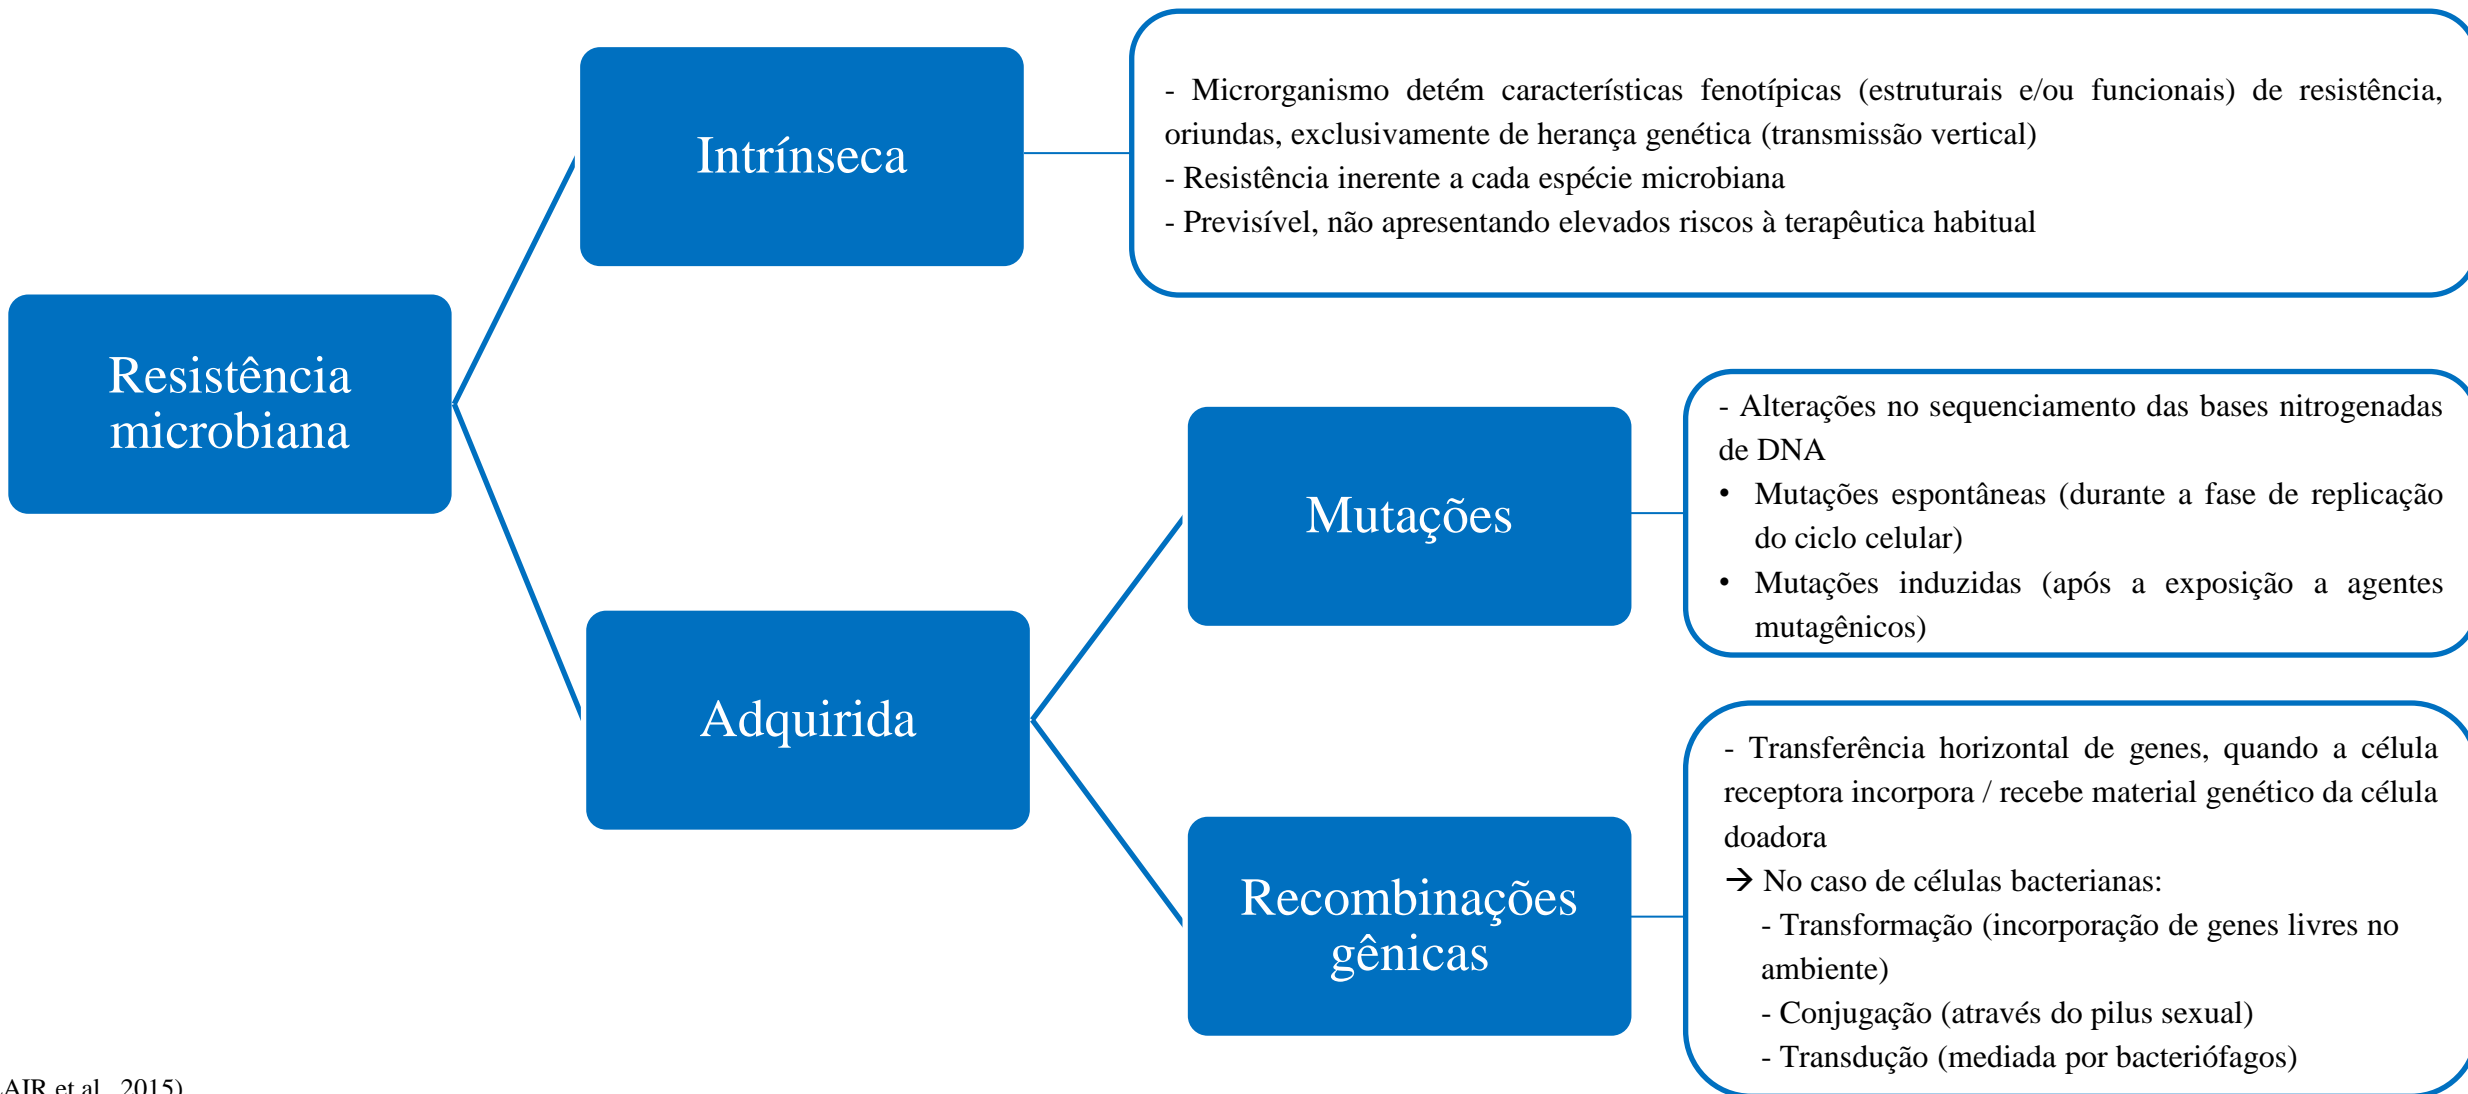 Intrínseca
- Microrganismo detém características fenotípicas (estruturais e/ou funcionais) de resistência,
oriundas, exclusivamente de herança genética (transmissão vertical)
- Resistência inerente a cada espécie microbiana
- Previsível, não apresentando elevados riscos à terapêutica habitual
Resistência
microbiana
Mutações
- Alterações no sequenciamento das bases nitrogenadas
de DNA
• Mutações espontâneas (durante a fase de replicação
do ciclo celular)
• Mutações induzidas (após a exposição a agentes
mutagênicos)
Adquirida
Recombinações
gênicas
- Transferência horizontal de genes, quando a célula
receptora incorpora / recebe material genético da célula
doadora
→ No caso de células bacterianas:
- Transformação (incorporação de genes livres no
ambiente)
- Conjugação (através do pilus sexual)
- Transdução (mediada por bacteriófagos)
AIR et al., 2015)